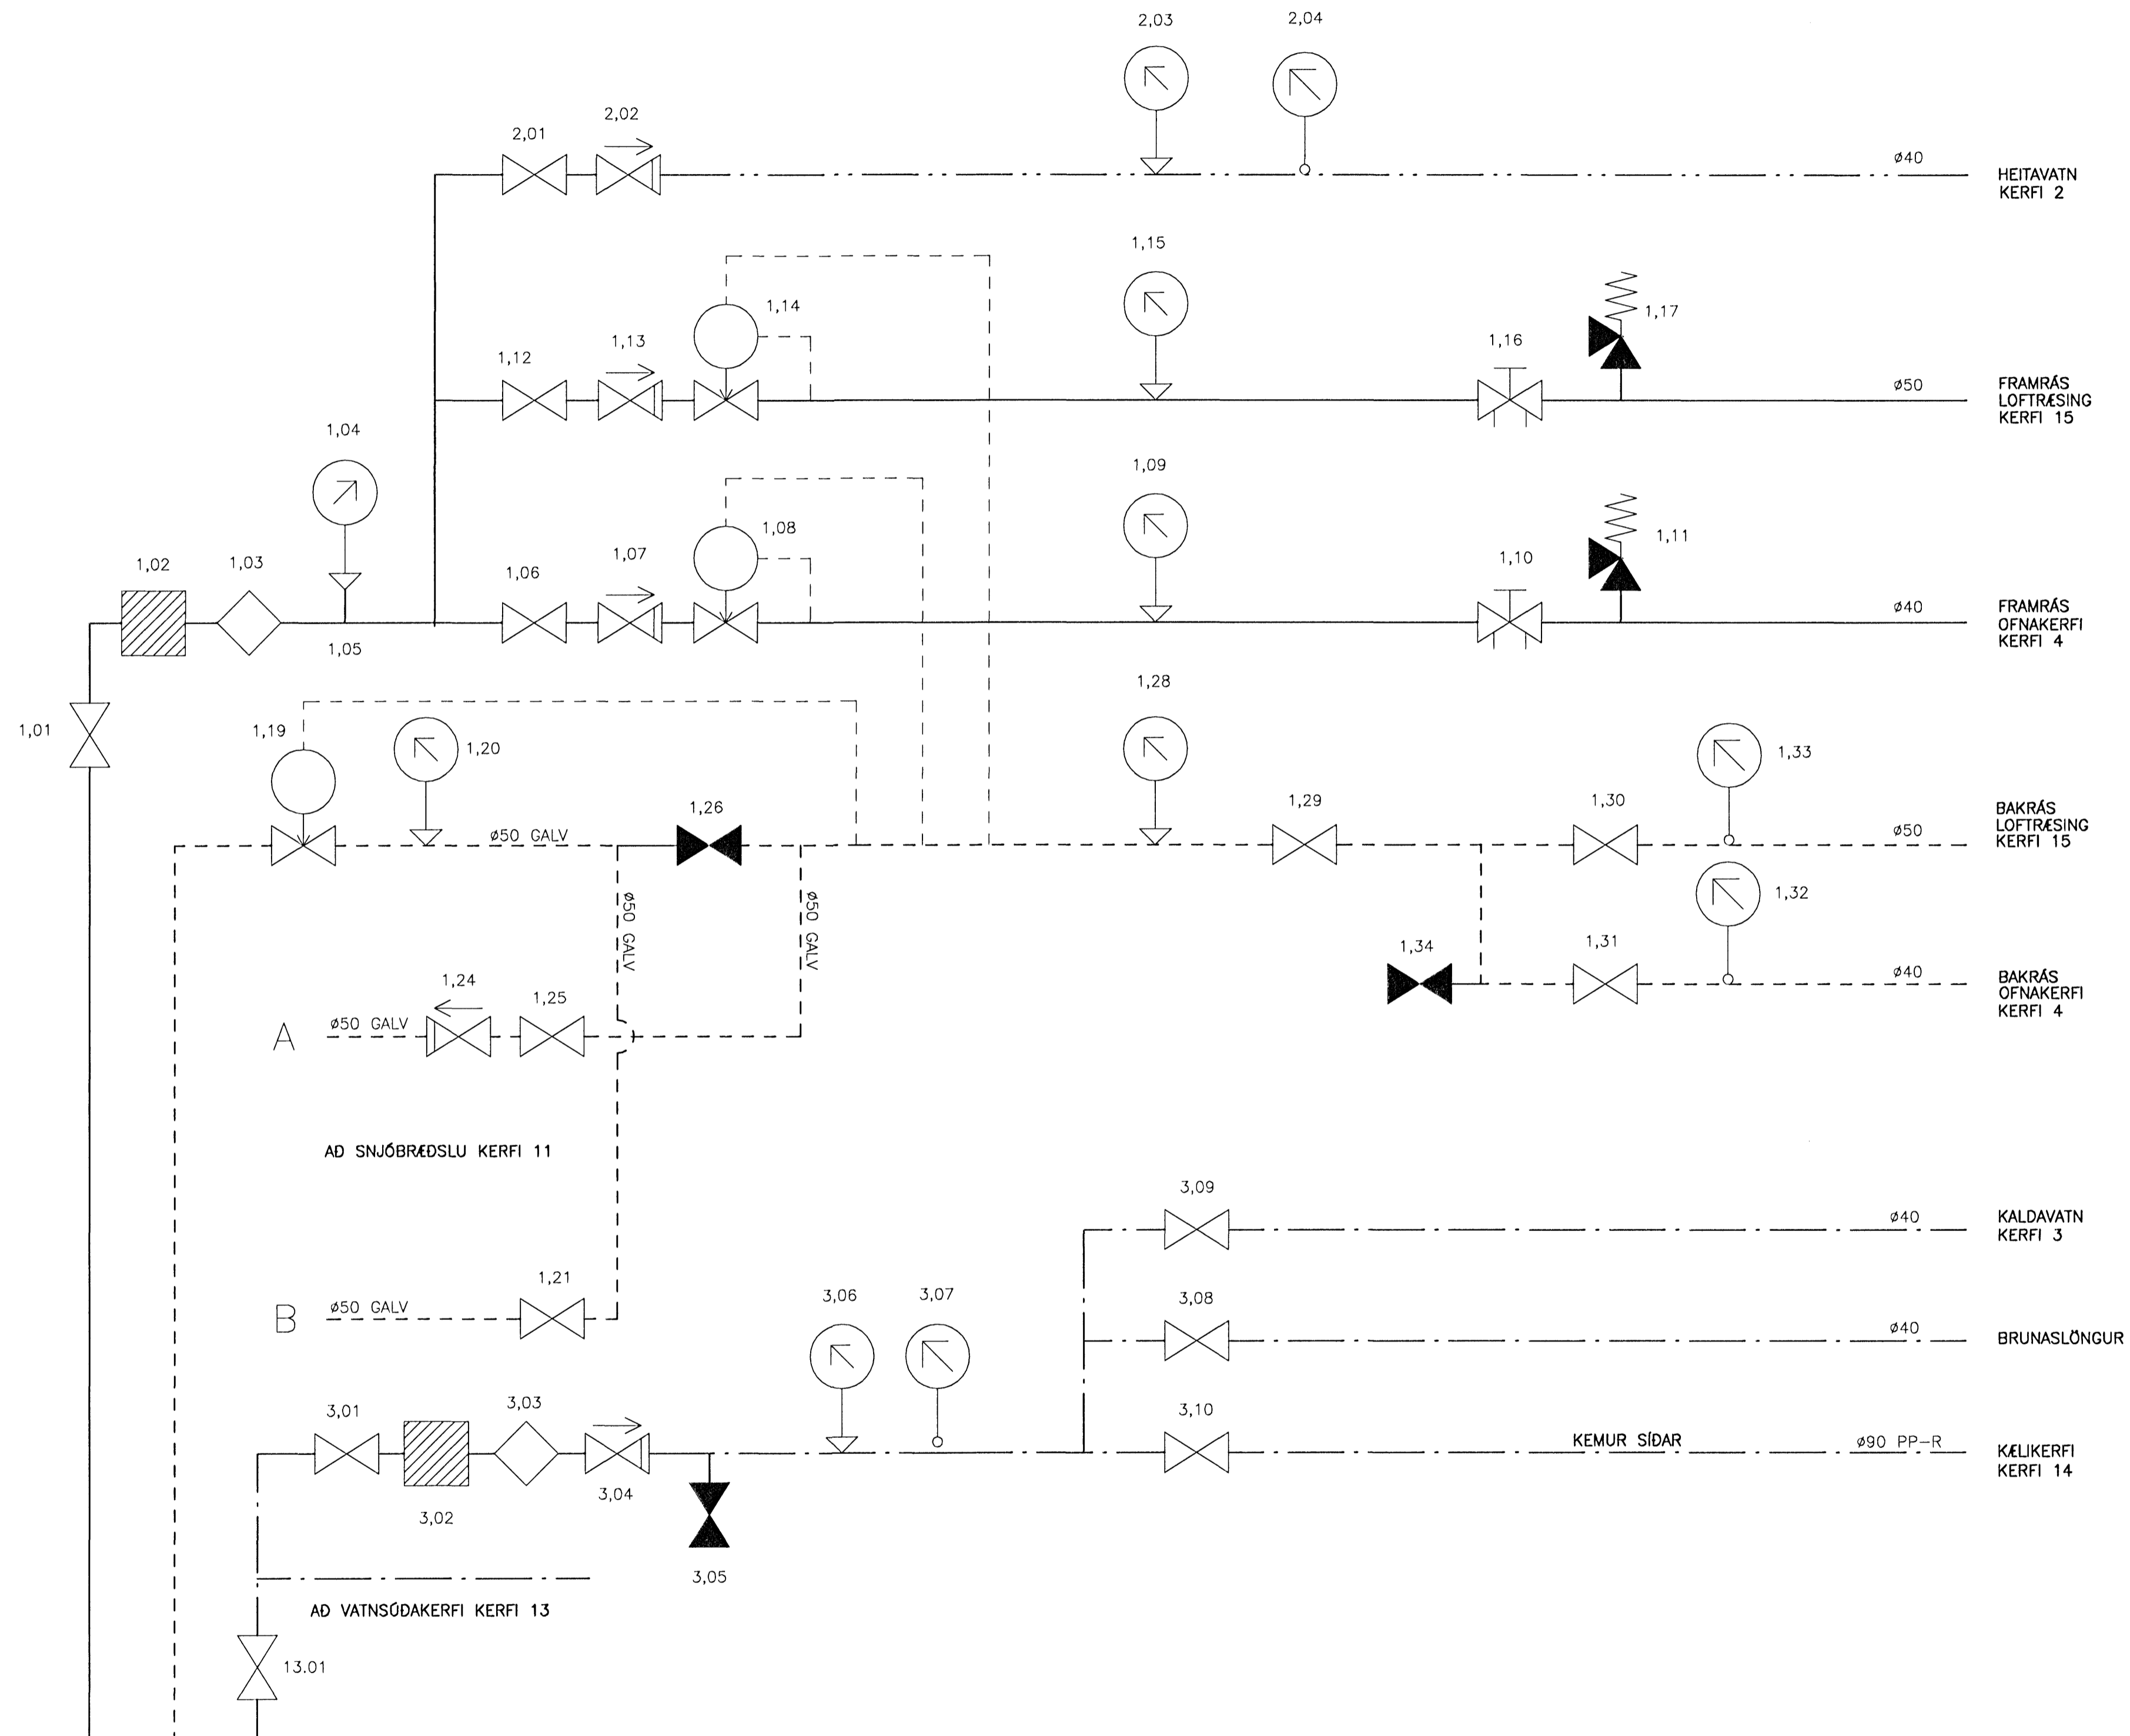 2,03
2,04
2,01
2,02
ø40
HEITAVATN
KERFI 2
1,15
1,14
1,17
1,12
1,13
1,16
ø50
FRAMRÁS
LOFTRÆSING
KERFI 15
1,04
1,09
1,08
1,11
1,02
1,03
1,06
1,07
1,10
ø40
FRAMRÁS
OFNAKERFI
KERFI 4
1,05
1,28
1,01
1,19
1,20
1,33
1,26
1,29
1,30
ø50 GALV
ø50
BAKRÁS
LOFTRÆSING
KERFI 15
ø50 GALV
ø50 GALV
1,32
1,34
1,31
ø40
BAKRÁS
OFNAKERFI
KERFI 4
1,24
1,25
A
ø50 GALV
AÐ SNJÓBRÆÐSLU KERFI 11
3,09
ø40
KALDAVATN
KERFI 3
1,21
B
ø50 GALV
3,06
3,07
3,08
ø40
BRUNASLÖNGUR
3,01
3,03
3,10
KEMUR SÍÐAR
ø90 PP-R
KÆLIKERFI
KERFI 14
3,02
3,04
3,05
AÐ VATNSÚÐAKERFI KERFI 13
13.01